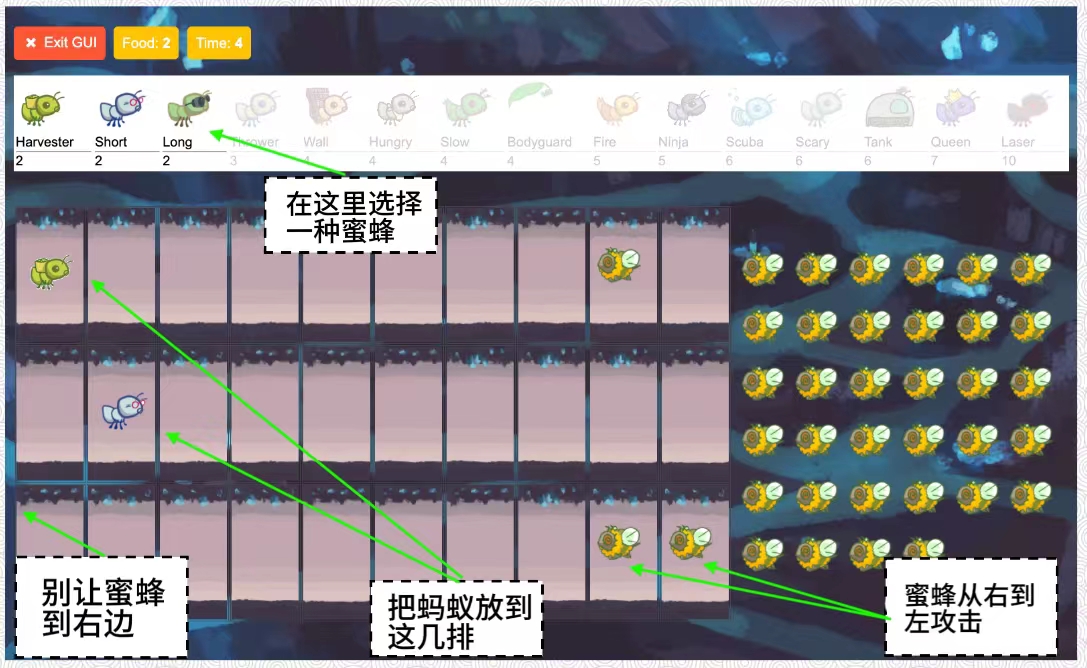 ✖ Exit GUI Food: 2 Time: 4
Harvester Short Long Thrower Wall Hungry Slow Bodyguard Fire Ninja Scuba Scary Tank Queen Laser
2 2 2 3 4 4 4 4 5 5 6 6 6 7 10
在这里选择
一种蜜蜂
别让蜜蜂
到右边
把蚂蚁放到
这几排
蜜蜂从右到
左攻击